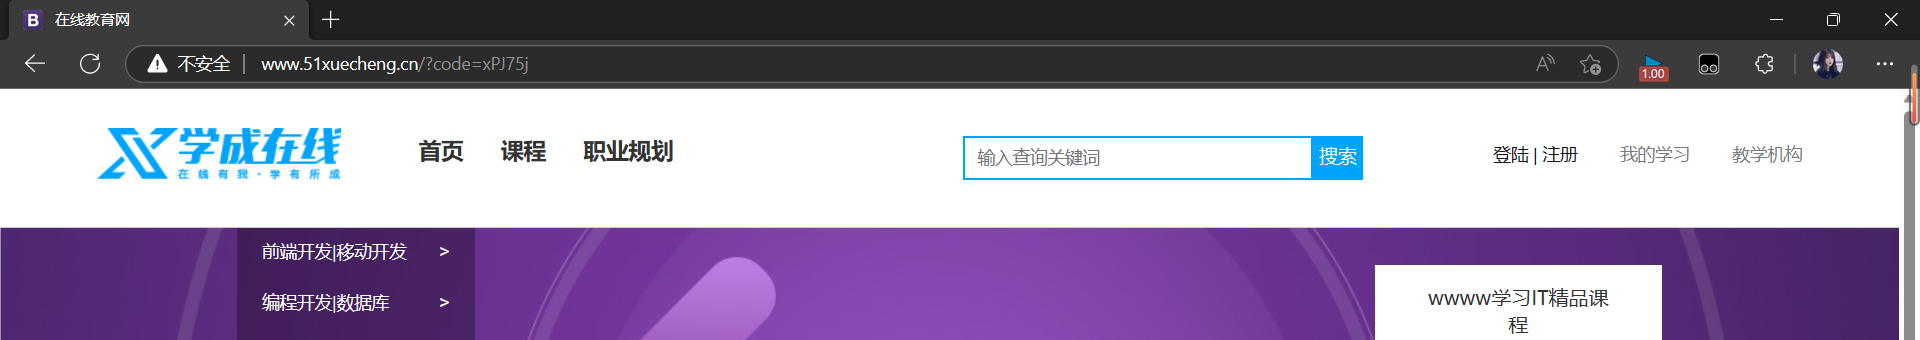 B 在线教育网
不安全 | www.51xuecheng.cn/?code=xPJ75j
1.00
学成在线
在线有我·学有所成
首页 课程 职业规划
输入查询关键词 搜索
登陆 | 注册 我的学习 教学机构
前端开发|移动开发 >
编程开发|数据库 >
wwww学习IT精品课
程